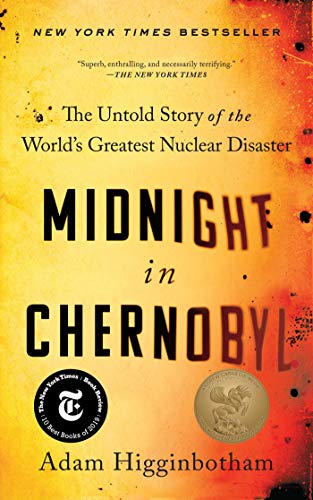 NEW YORK TIMES BESTSELLER
"Superb, enthralling, and necessarily terrifying."
—THE NEW YORK TIMES
The Untold Story of the
World's Greatest Nuclear Disaster
MIDNIGHT
in
CHERNOBYL
The New York Times Book Review
T
10 Best Books of 2019
Adam Higginbotham